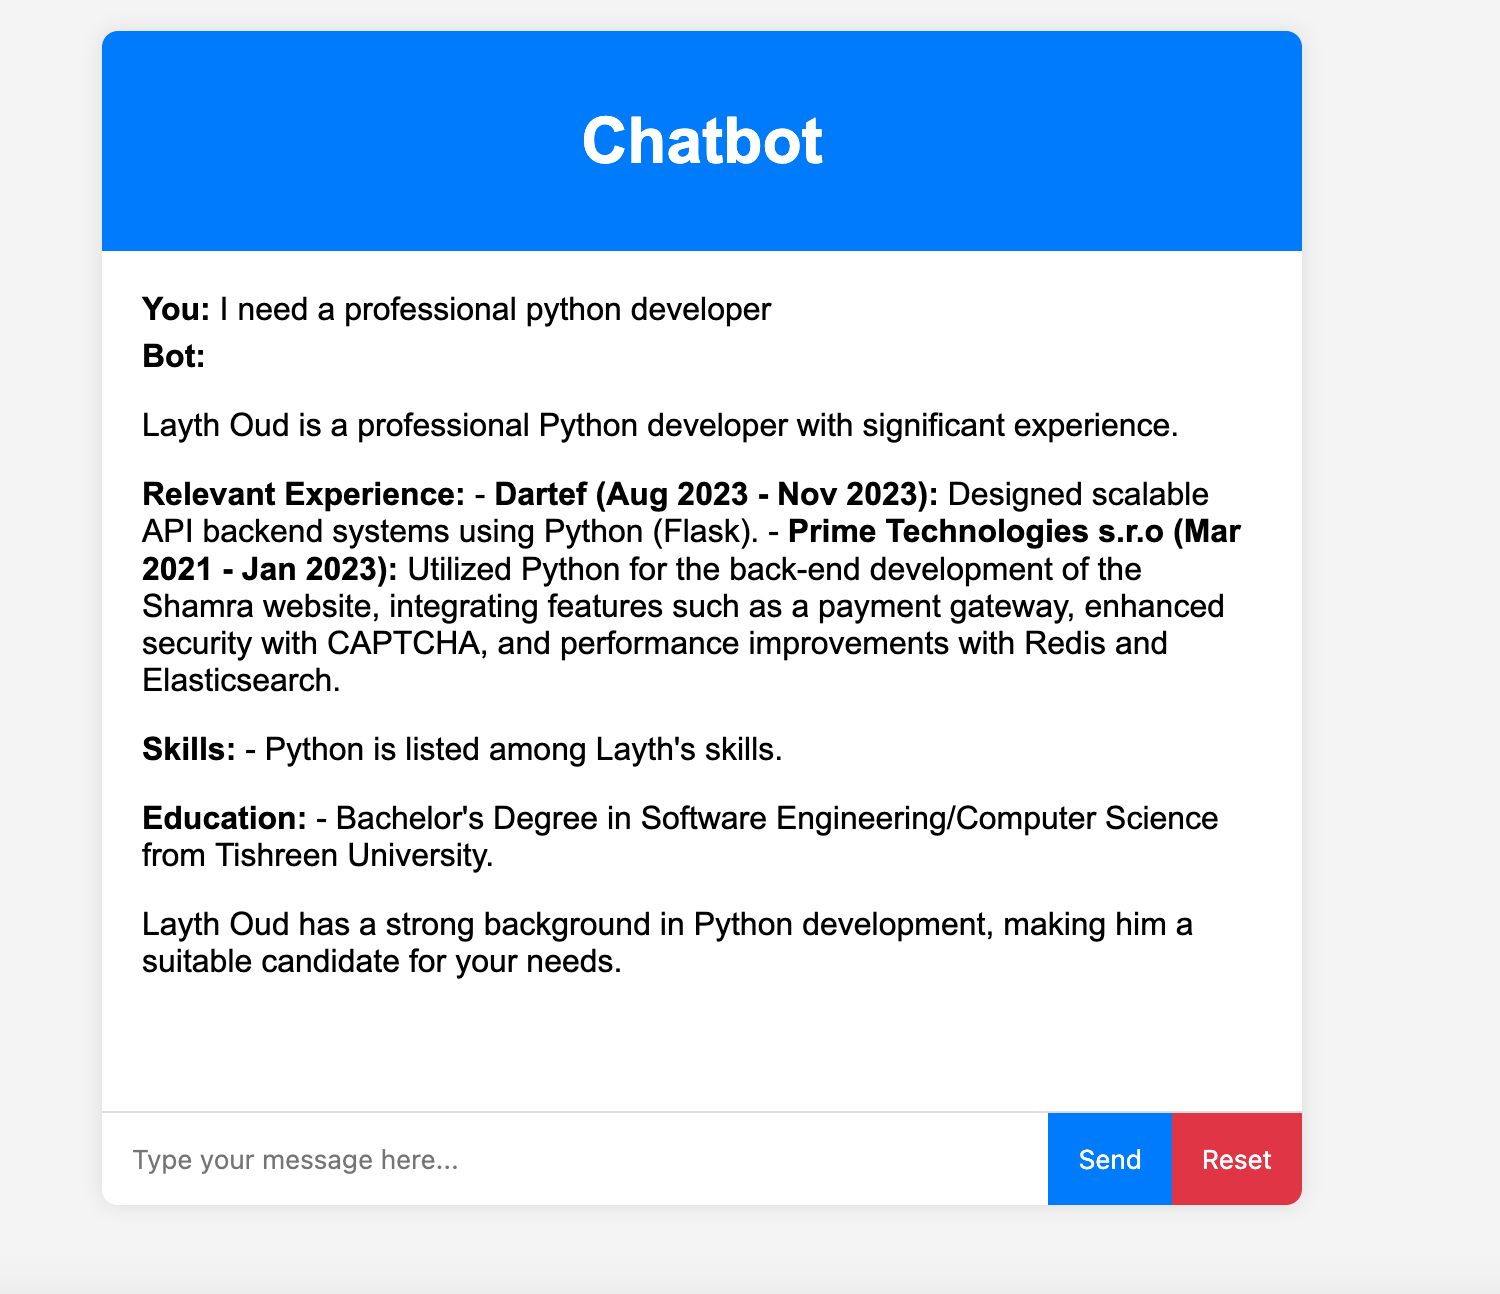 Chatbot
You: I need a professional python developer
Bot:
Layth Oud is a professional Python developer with significant experience.
Relevant Experience: - Dartef (Aug 2023 - Nov 2023): Designed scalable
API backend systems using Python (Flask). - Prime Technologies s.r.o (Mar
2021 - Jan 2023): Utilized Python for the back-end development of the
Shamra website, integrating features such as a payment gateway, enhanced
security with CAPTCHA, and performance improvements with Redis and
Elasticsearch.
Skills: - Python is listed among Layth's skills.
Education: - Bachelor's Degree in Software Engineering/Computer Science
from Tishreen University.
Layth Oud has a strong background in Python development, making him a
suitable candidate for your needs.
Type your message here...
Send
Reset